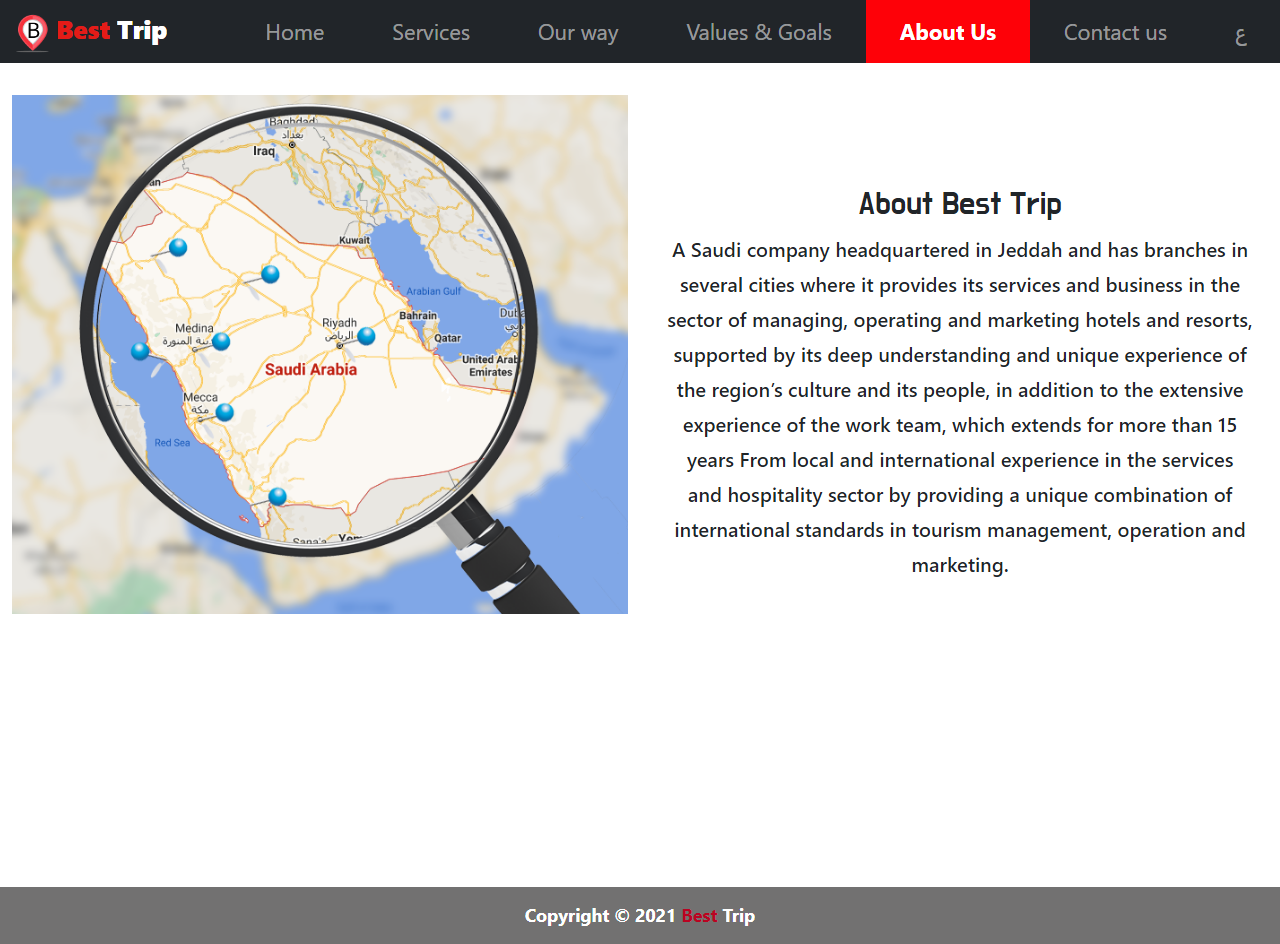 B Best Trip Home Services Our way Values & Goals About Us Contact us ع
Baghdad
بغداد
Iraq
Kuwait
Arabian Gulf
Bahrain
Medina
Riyadh
الرياض
Qatar
United Arab
Emirates
Saudi Arabia
Mecca
مكة
Red Sea
About Best Trip
A Saudi company headquartered in Jeddah and has branches in
several cities where it provides its services and business in the
sector of managing, operating and marketing hotels and resorts,
supported by its deep understanding and unique experience of
the region’s culture and its people, in addition to the extensive
experience of the work team, which extends for more than 15
years From local and international experience in the services
and hospitality sector by providing a unique combination of
international standards in tourism management, operation and
marketing.
Copyright © 2021 Best Trip